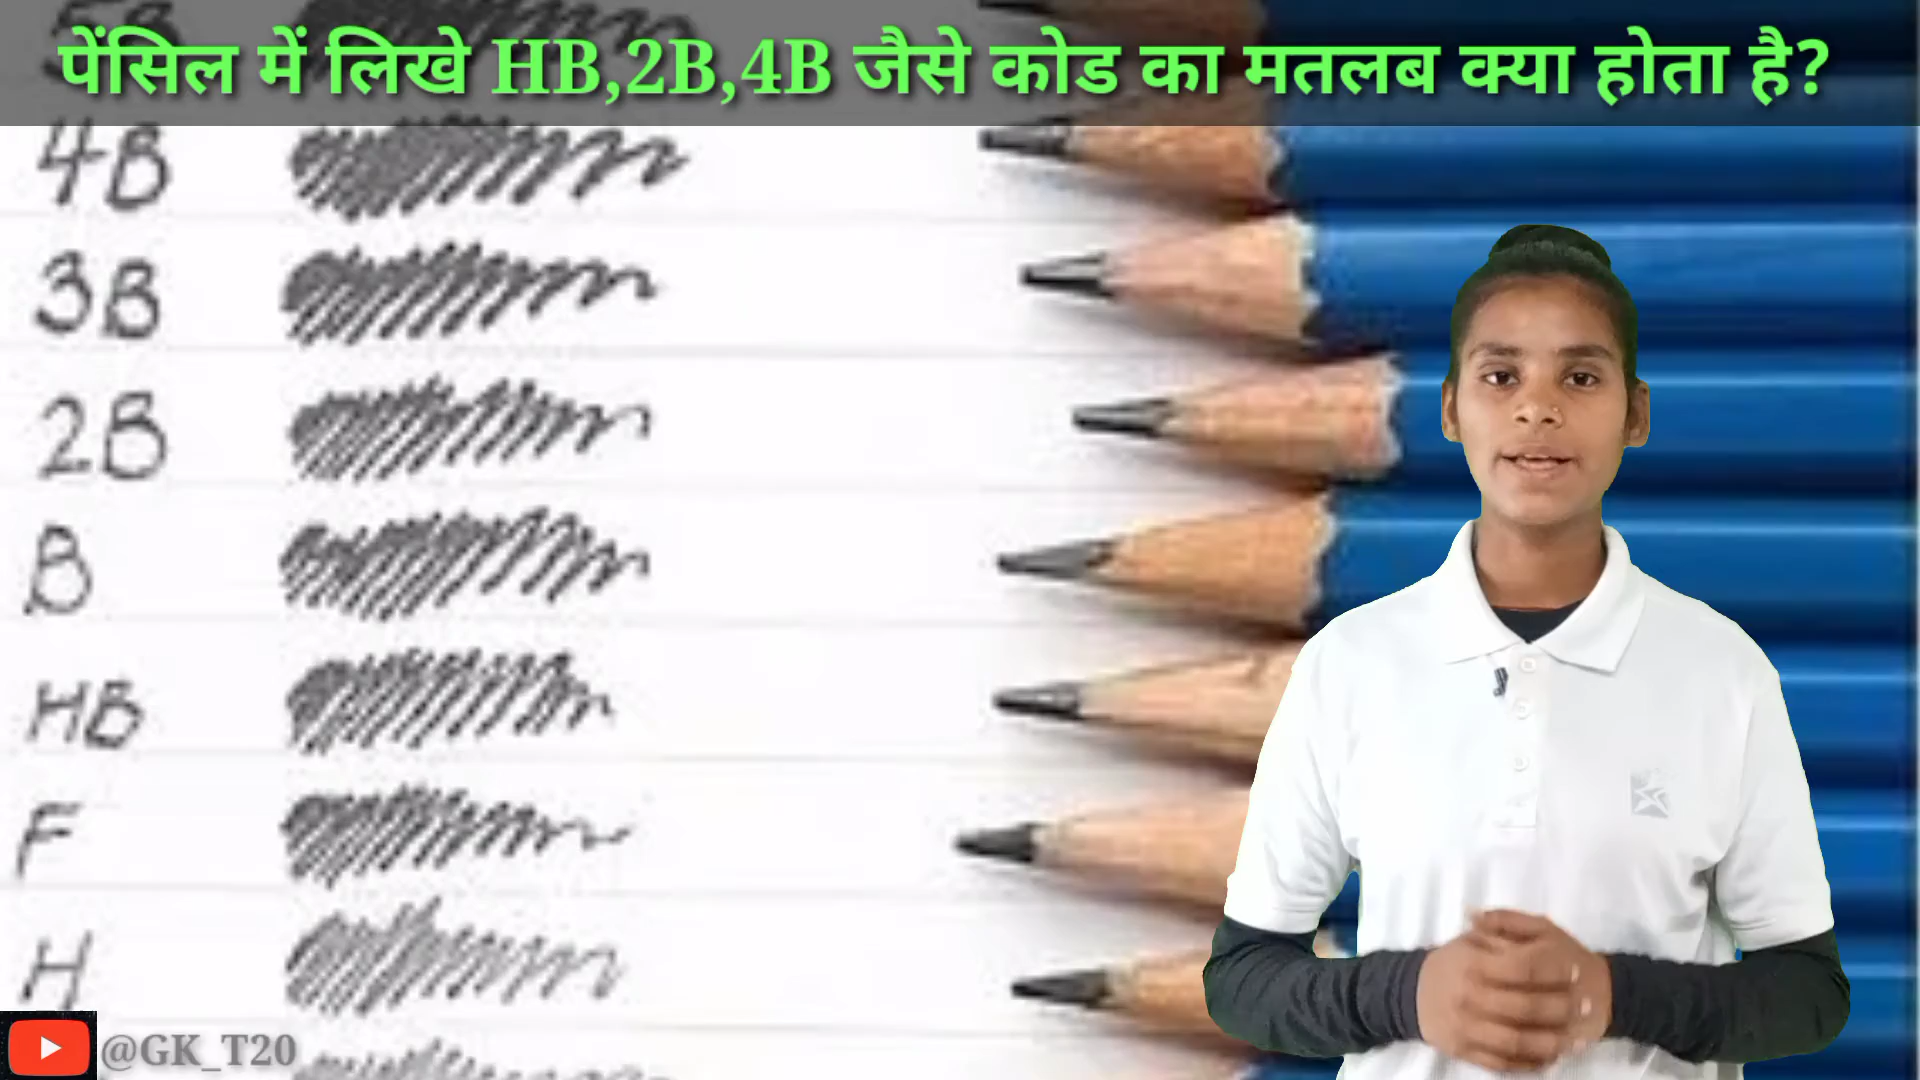 पेंसिल में लिखे HB,2B,4B जैसे कोड का मतलब क्या होता है?
4B
3B
2B
B
HB
F
H
@GK_T20